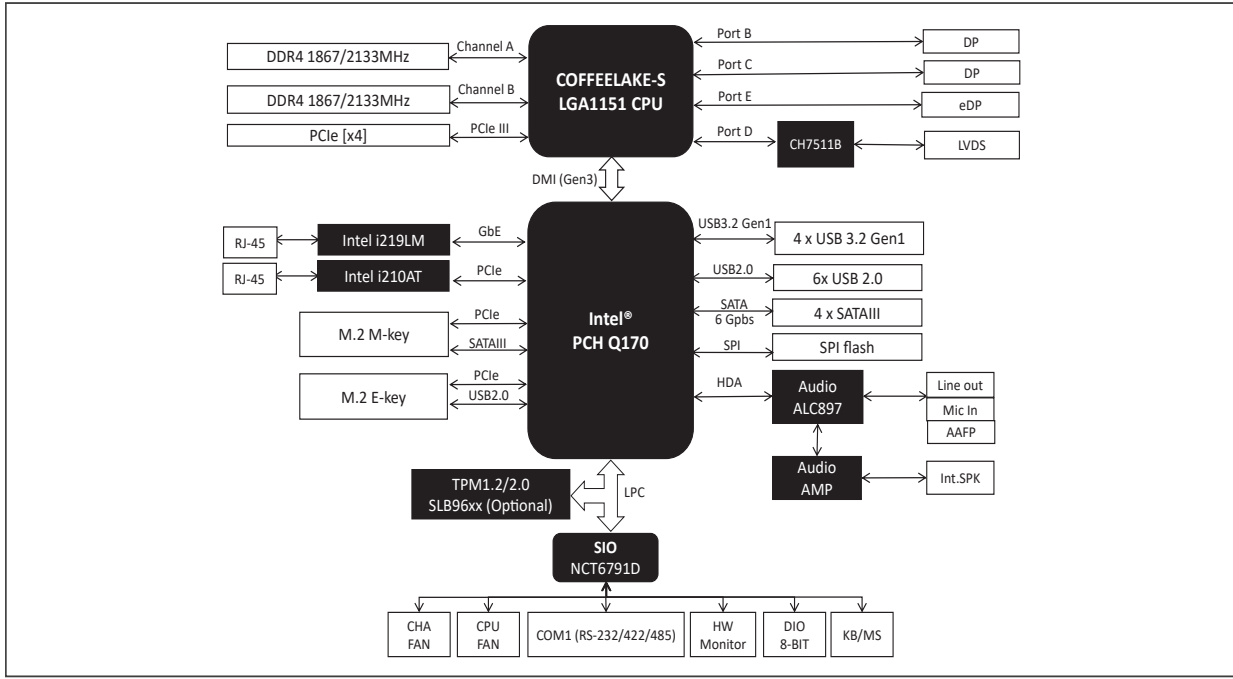 DDR4 1867/2133MHz
Channel A
DDR4 1867/2133MHz
Channel B
PCIe [x4]
PCIe III
COFFEELAKE-S
LGA1151 CPU
Port B
DP
Port C
DP
Port E
eDP
Port D
CH7511B
LVDS
DMI (Gen3)
RJ-45
Intel i219LM
GbE
RJ-45
Intel i210AT
PCIe
M.2 M-key
PCIe
SATAIII
M.2 E-key
PCIe
USB2.0
Intel®
PCH Q170
USB3.2 Gen1
4 x USB 3.2 Gen1
USB2.0
6x USB 2.0
SATA
6 Gpbs
4 x SATAIII
SPI
SPI flash
HDA
Audio
ALC897
Line out
Mic In
AAFP
Audio
AMP
Int.SPK
TPM1.2/2.0
SLB96xx (Optional)
LPC
SIO
NCT6791D
CHA
FAN
CPU
FAN
COM1 (RS-232/422/485)
HW
Monitor
DIO
8-BIT
KB/MS